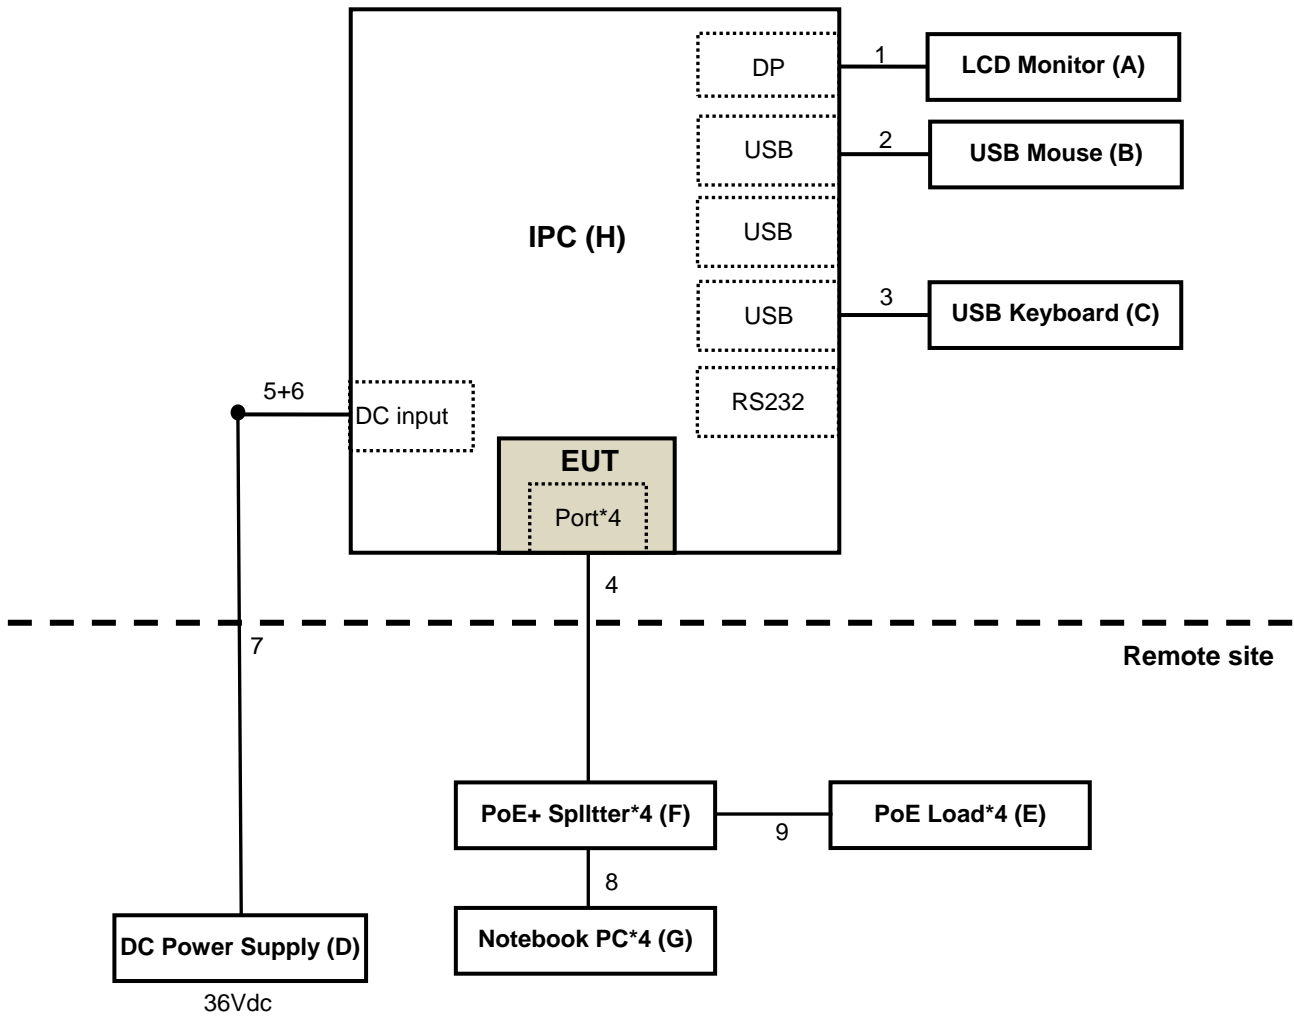 DP
1
LCD Monitor (A)
USB
2
USB Mouse (B)
IPC (H)
USB
USB
3
USB Keyboard (C)
5+6
DC input
RS232
EUT
Port*4
4
7
Remote site
PoE+ Splltter*4 (F)
9
PoE Load*4 (E)
8
DC Power Supply (D)
Notebook PC*4 (G)
36Vdc